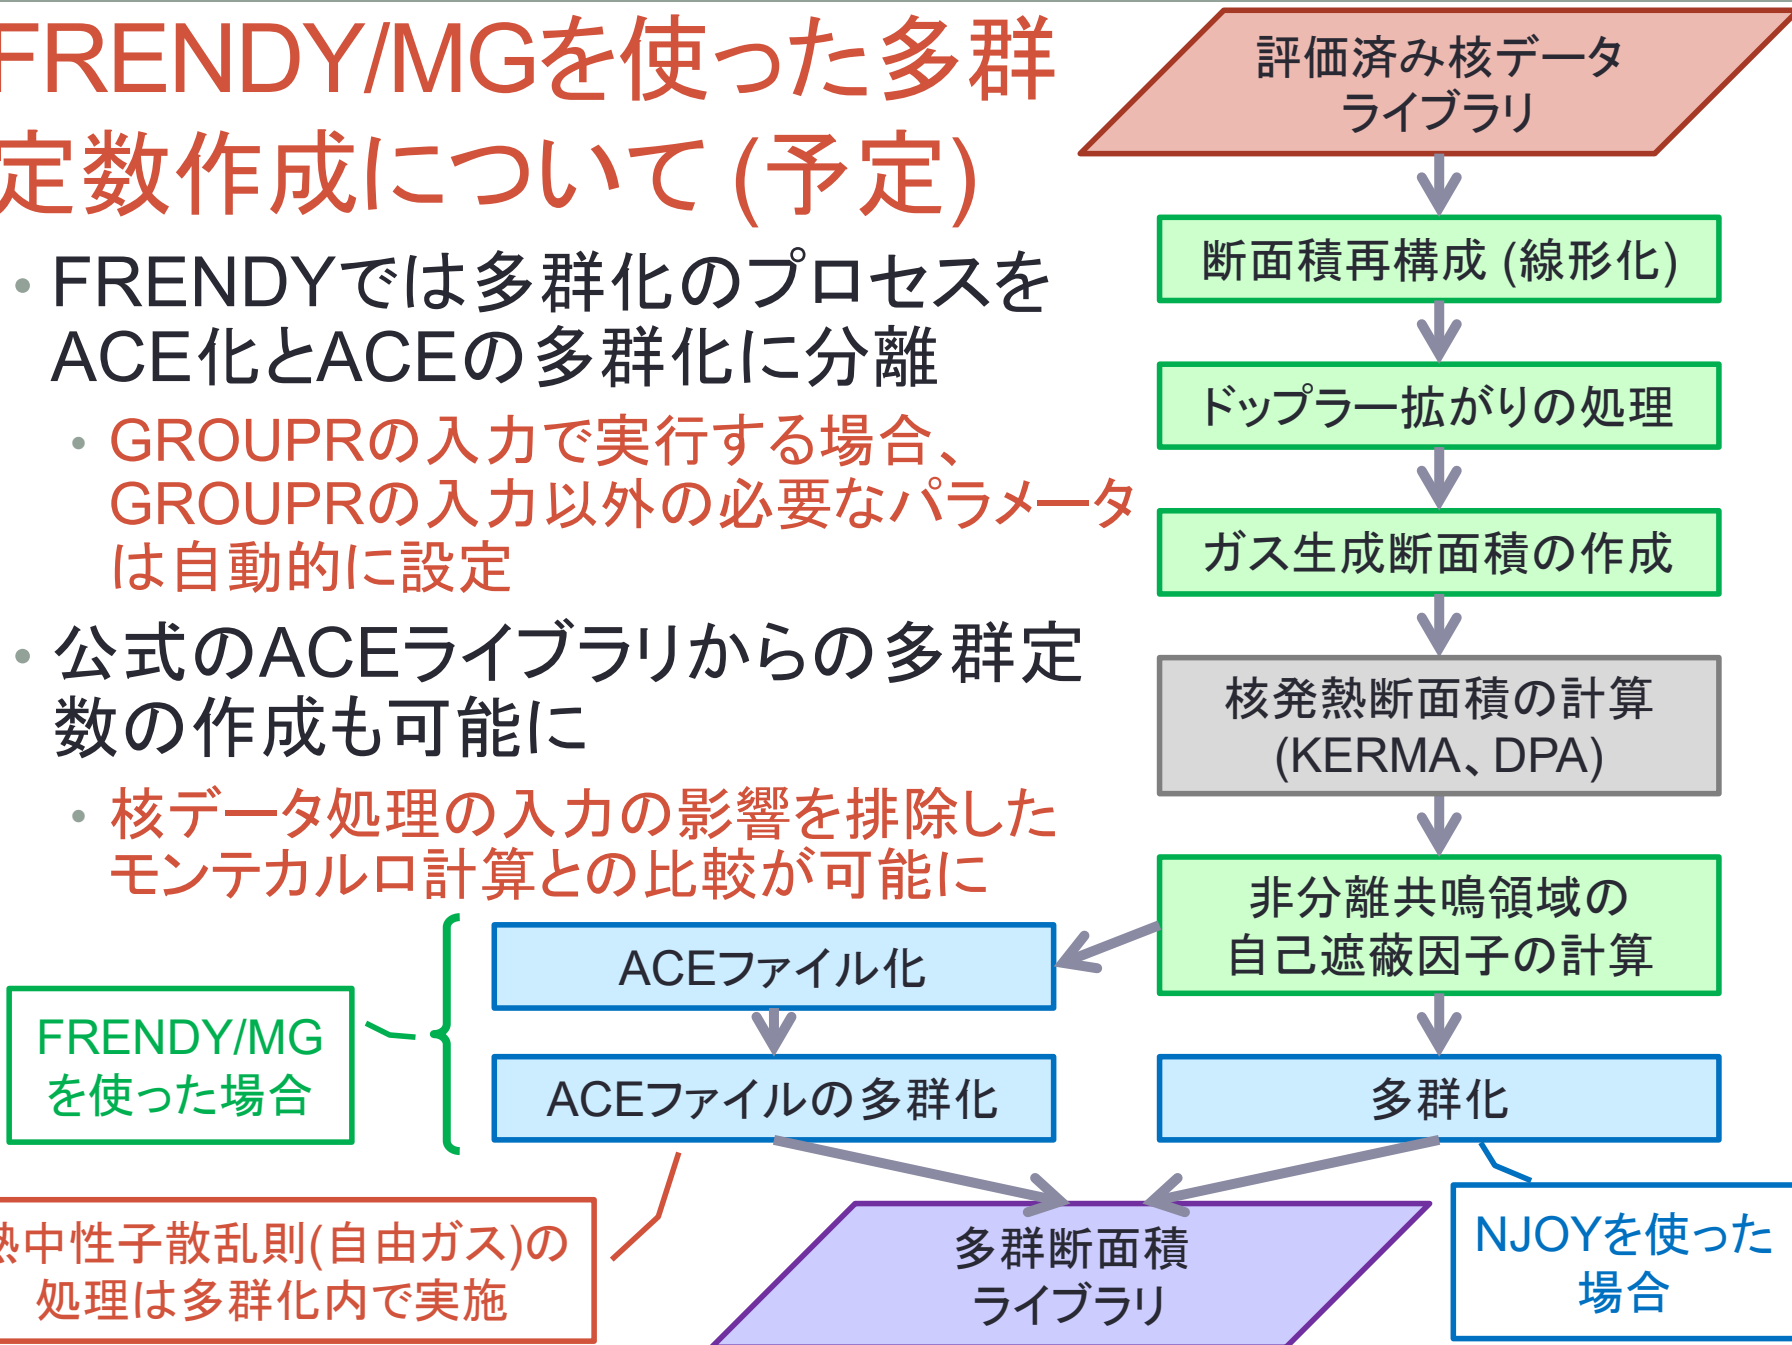 FRENDY/MGを使った多群
定数作成について (予定)
• FRENDYでは多群化のプロセスを
ACE化とACEの多群化に分離
• GROUPRの入力で実行する場合、
GROUPRの入力以外の必要なパラメータ
は自動的に設定
• 公式のACEライブラリからの多群定
数の作成も可能に
• 核データ処理の入力の影響を排除した
モンテカルロ計算との比較が可能に
評価済み核データ
ライブラリ
断面積再構成 (線形化)
ドップラー拡がりの処理
ガス生成断面積の作成
核発熱断面積の計算
(KERMA、DPA)
非分離共鳴領域の
自己遮蔽因子の計算
ACEファイル化
FRENDY/MG
を使った場合
ACEファイルの多群化
多群化
熱中性子散乱則(自由ガス)の
処理は多群化内で実施
多群断面積
ライブラリ
NJOYを使った
場合